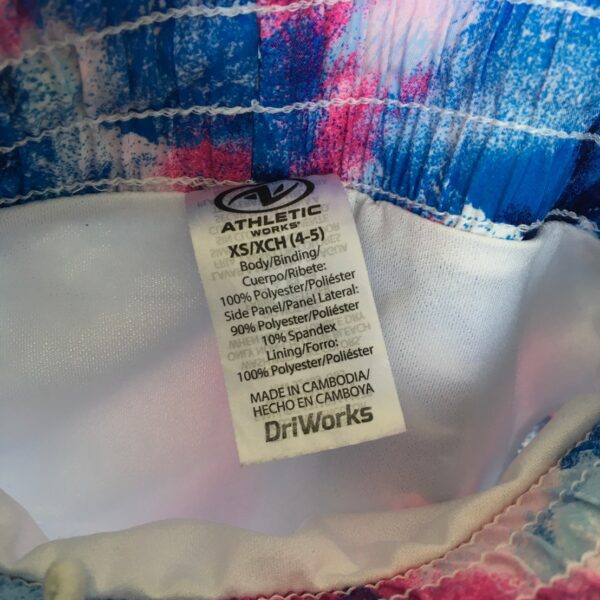 ATHLETIC
WORKS®
XS/XCH (4-5)
Body/Binding/
Cuerpo/Ribete:
100% Polyester/Poliéster
Side Panel/Panel Lateral:
90% Polyester/Poliéster
10% Spandex
Lining/Forro:
100% Polyester/Poliéster
MADE IN CAMBODIA/
HECHO EN CAMBOYA
DriWorks